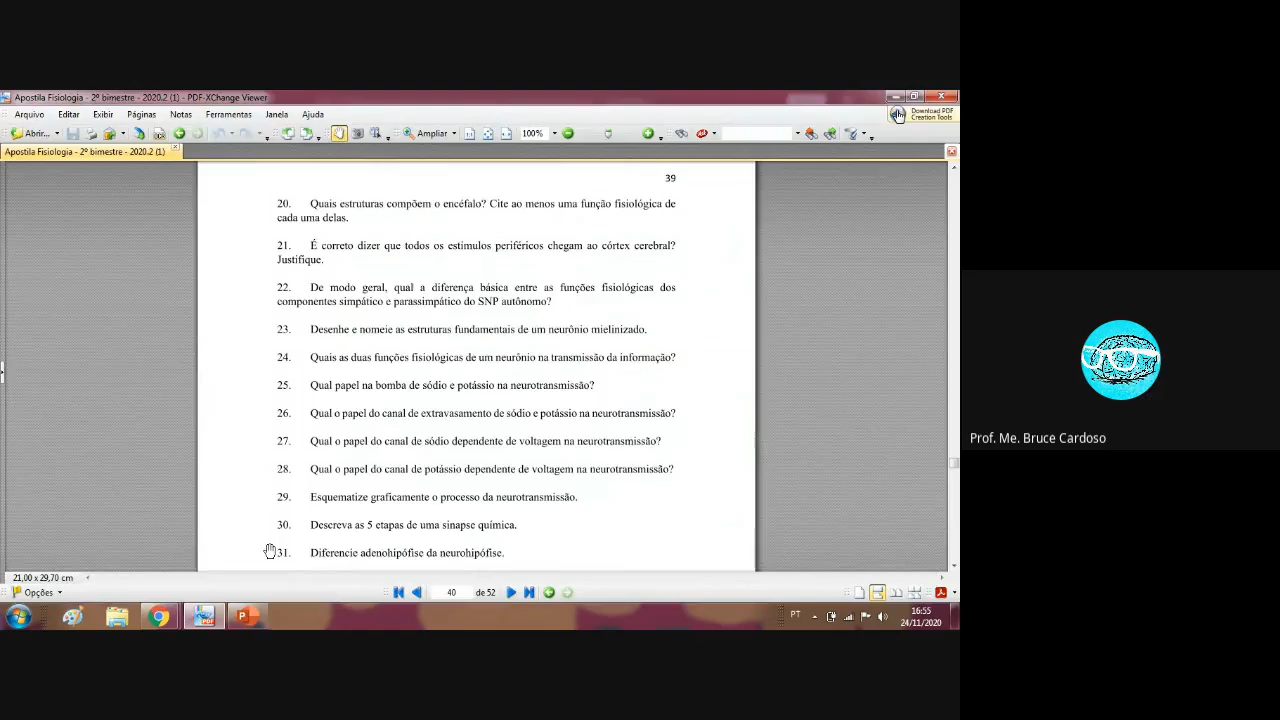 Apostila Fisiologia - 2º bimestre - 2020.2 (1) - PDF-XChange Viewer
Arquivo Editar Exibir Páginas Notas Ferramentas Janela Ajuda
Download PDF
Creation Tools
Abrir... Ampliar 100%
Apostila Fisiologia - 2º bimestre - 2020.2 (1)
39
20. Quais estruturas compõem o encéfalo? Cite ao menos uma função fisiológica de
cada uma delas.
21. É correto dizer que todos os estímulos periféricos chegam ao córtex cerebral?
Justifique.
22. De modo geral, qual a diferença básica entre as funções fisiológicas dos
componentes simpático e parassimpático do SNP autônomo?
23. Desenhe e nomeie as estruturas fundamentais de um neurônio mielinizado.
24. Quais as duas funções fisiológicas de um neurônio na transmissão da informação?
25. Qual papel na bomba de sódio e potássio na neurotransmissão?
26. Qual o papel do canal de extravasamento de sódio e potássio na neurotransmissão?
27. Qual o papel do canal de sódio dependente de voltagem na neurotransmissão?
28. Qual o papel do canal de potássio dependente de voltagem na neurotransmissão?
29. Esquematize graficamente o processo da neurotransmissão.
30. Descreva as 5 etapas de uma sinapse química.
31. Diferencie adenohipófise da neurohipófise.
Prof. Me. Bruce Cardoso
21,00 x 29,70 cm
Opções 40 de 52
PT 16:55
24/11/2020